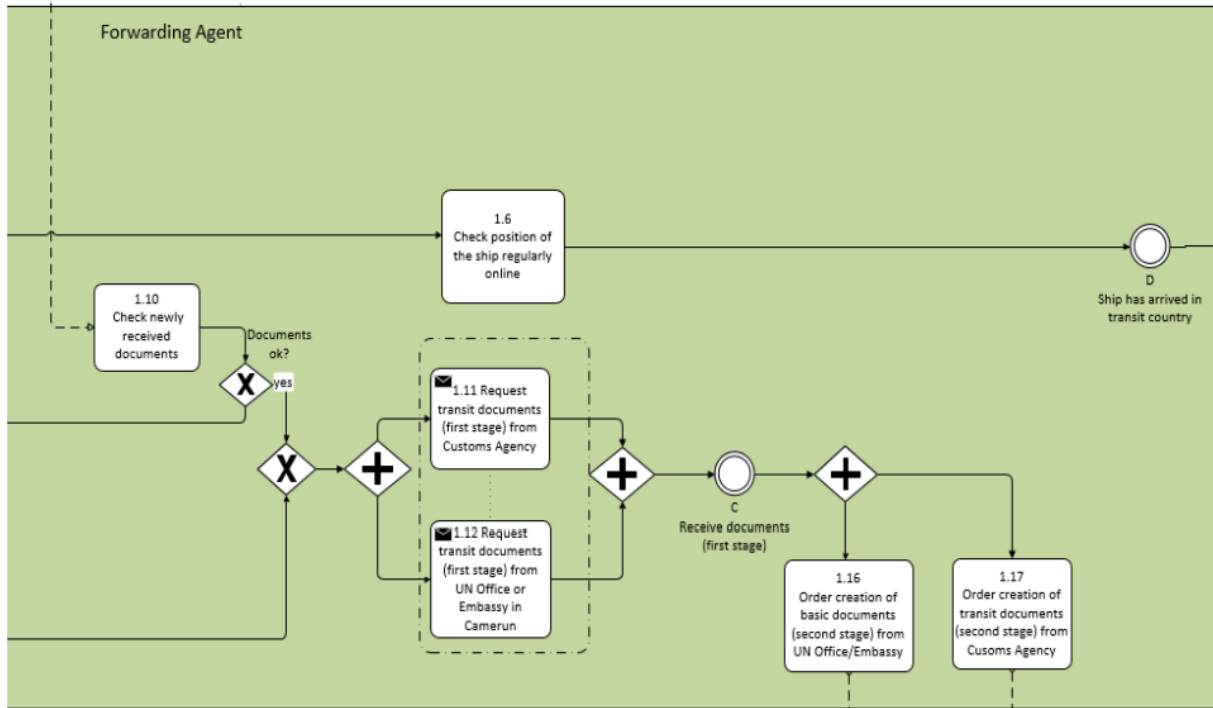 Forwarding Agent
1.6
Check position of
the ship regularly
online
D
Ship has arrived in
transit country
1.10
Check newly
received
documents
Documents
ok?
X
yes
X
1.11 Request
transit documents
(first stage) from
Customs Agency
1.12 Request
transit documents
(first stage) from
UN Office or
Embassy in
Camerun
C
Receive documents
(first stage)
1.16
Order creation of
basic documents
(second stage) from
UN Office/Embassy
1.17
Order creation of
transit documents
(second stage) from
Cusoms Agency